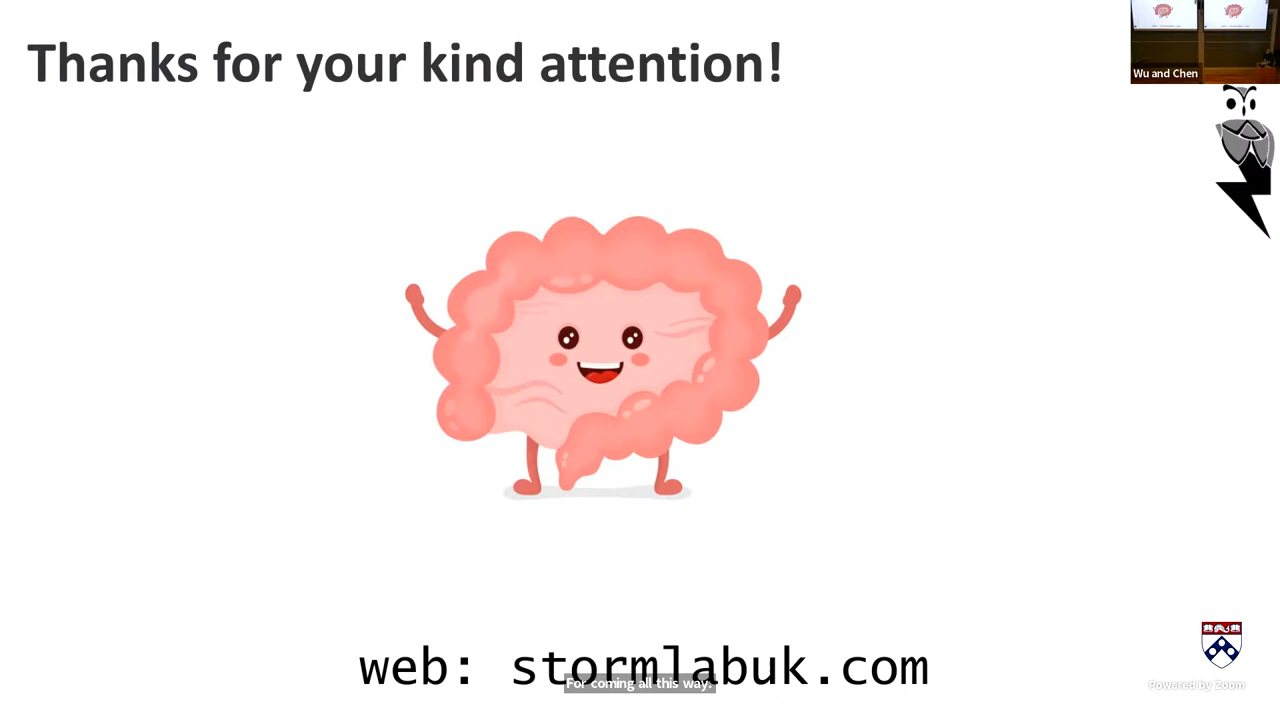 Thanks for your kind attention!
Wu and Chen
web: stormlabuk.com
For coming all this way.
Powered by Zoom